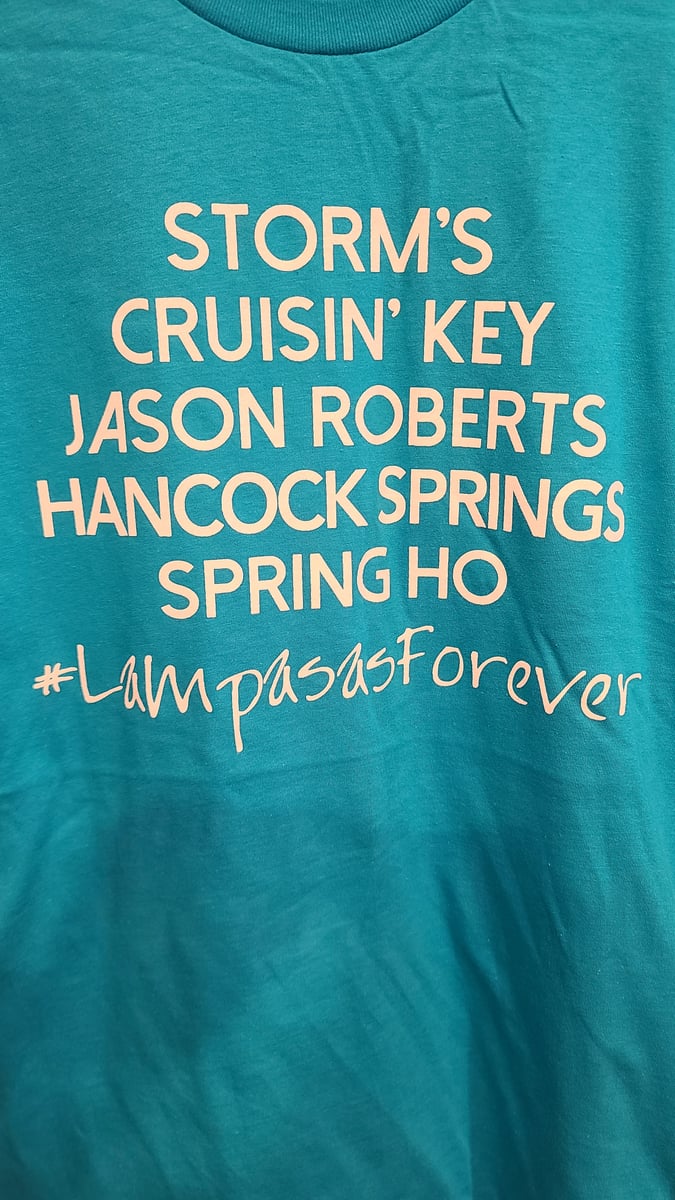 STORM'S
CRUISIN' KEY
JASON ROBERTS
HANCOCK SPRINGS
SPRING HO
#LampasasForever